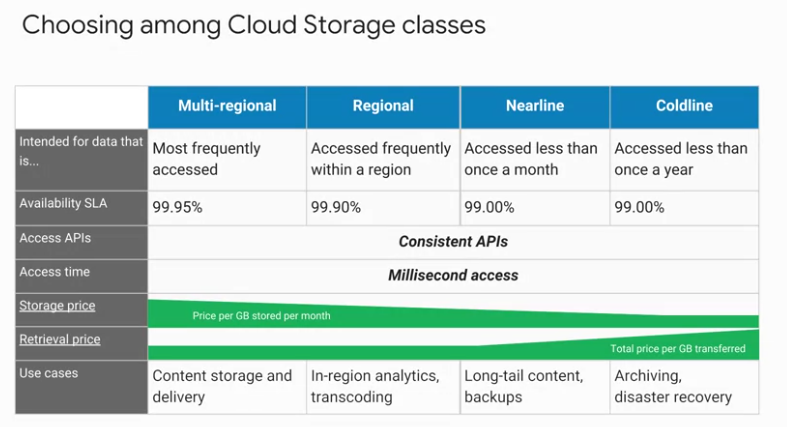 Choosing among Cloud Storage classes
Multi-regional Regional Nearline Coldline
Intended for data that
is...
Most frequently
accessed
Accessed frequently
within a region
Accessed less than
once a month
Accessed less than
once a year
Availability SLA
99.95% 99.90% 99.00% 99.00%
Access APIs
Consistent APIs
Access time
Millisecond access
Storage price
Price per GB stored per month
Retrieval price
Total price per GB transferred
Use cases
Content storage and
delivery
In-region analytics,
transcoding
Long-tail content,
backups
Archiving,
disaster recovery